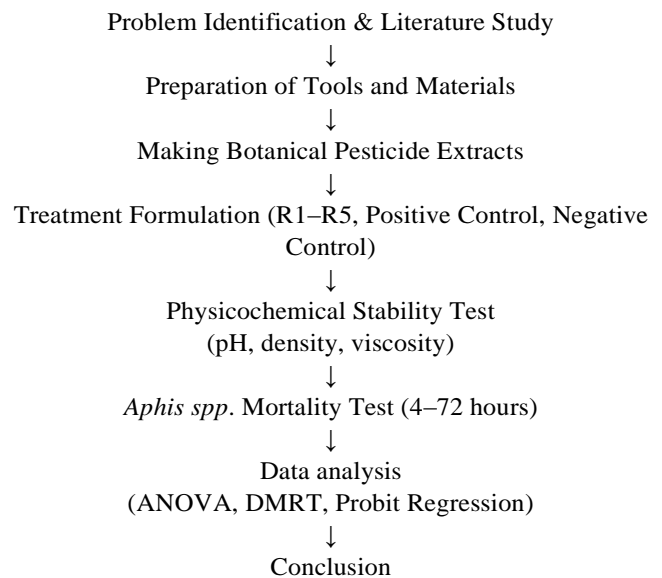 Problem Identification & Literature Study
↓
Preparation of Tools and Materials
↓
Making Botanical Pesticide Extracts
↓
Treatment Formulation (R1–R5, Positive Control, Negative
Control)
↓
Physicochemical Stability Test
(pH, density, viscosity)
↓
Aphis spp. Mortality Test (4–72 hours)
↓
Data analysis
(ANOVA, DMRT, Probit Regression)
↓
Conclusion